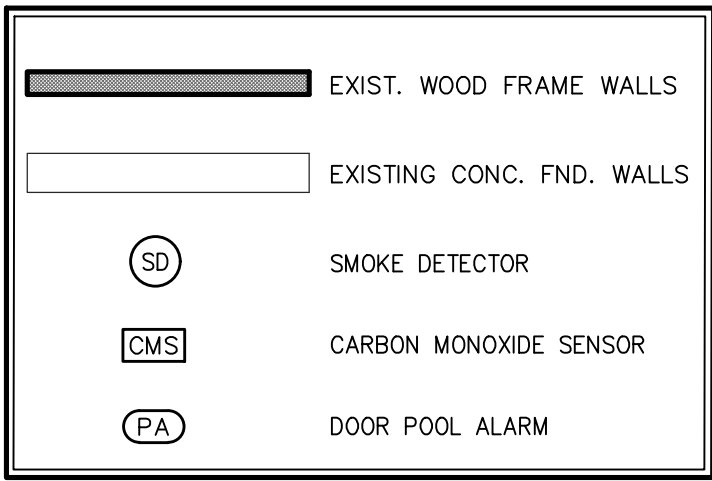 EXIST. WOOD FRAME WALLS
EXISTING CONC. FND. WALLS
SD SMOKE DETECTOR
CMS CARBON MONOXIDE SENSOR
PA DOOR POOL ALARM